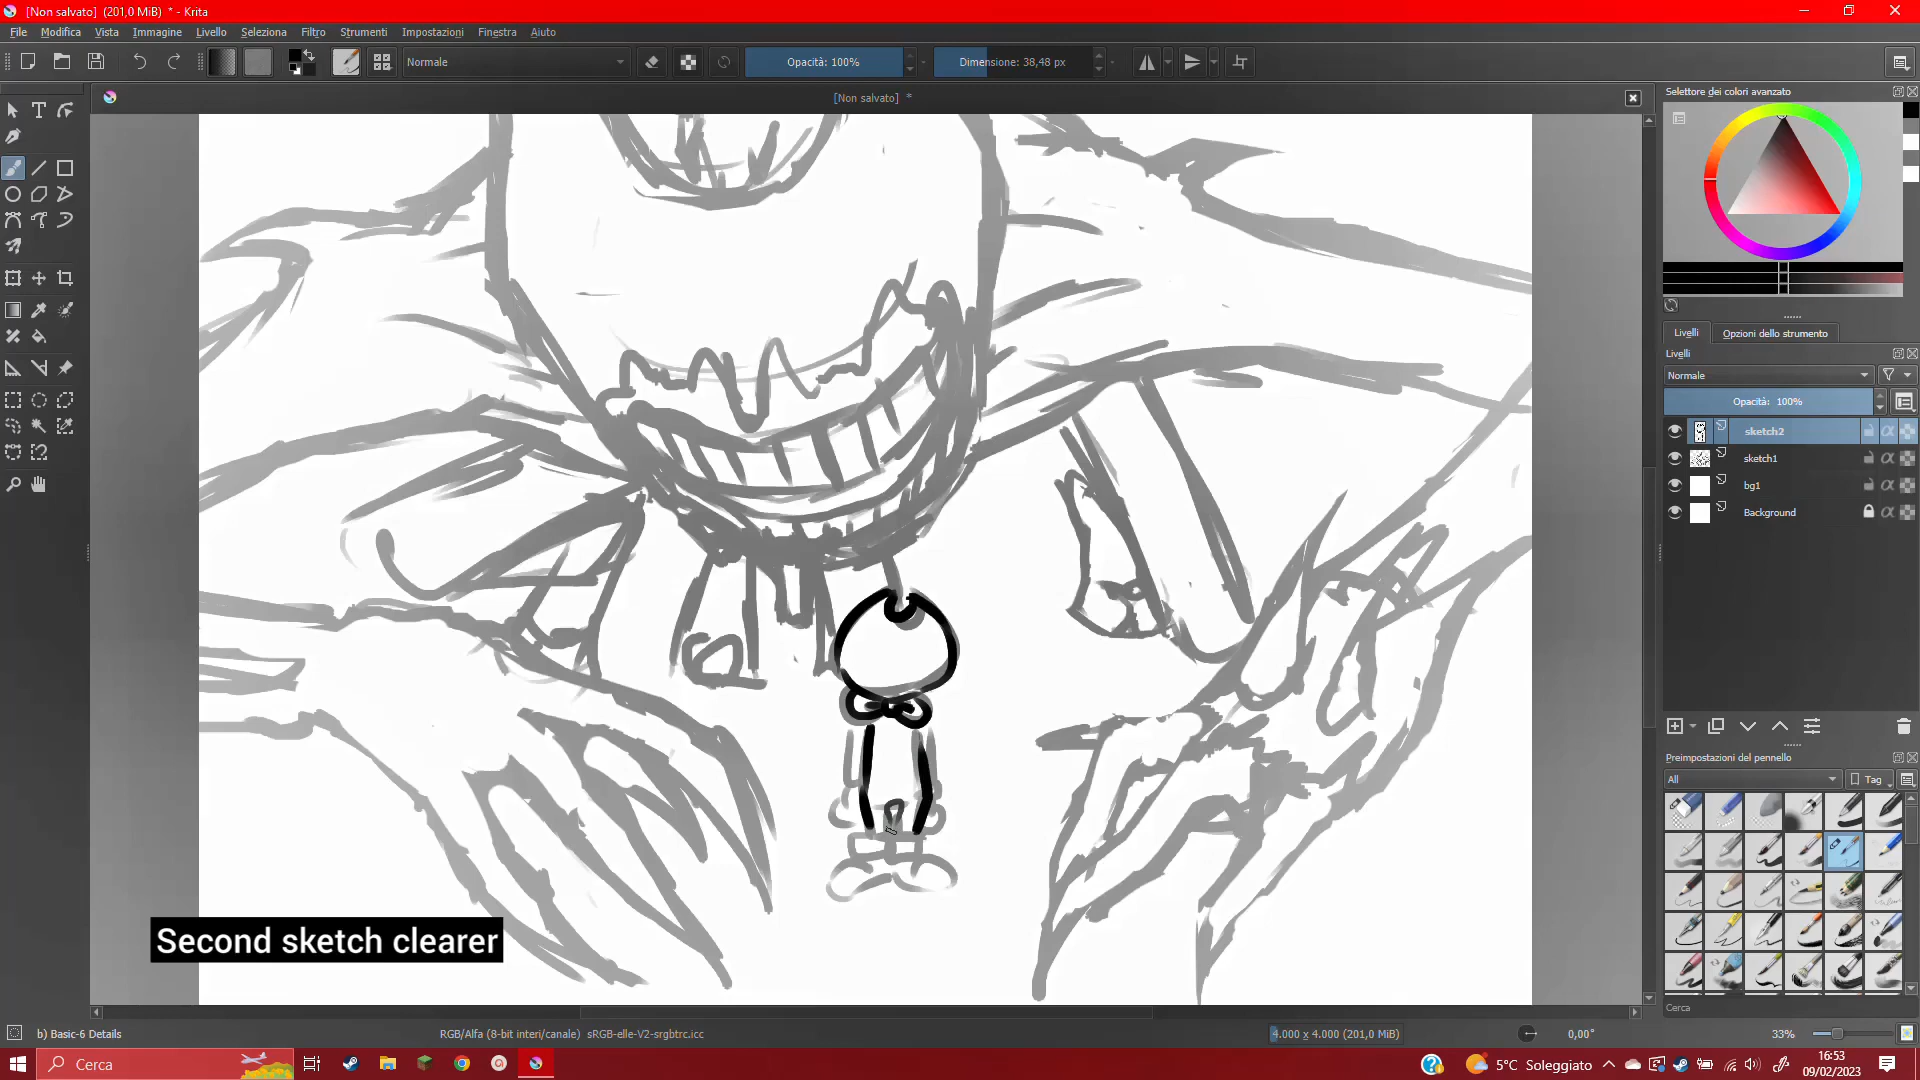 [Non salvato] (201,0 MiB) * - Krita
File Modifica Vista Immagine Livello Seleziona Filtro Strumenti Impostazioni Finestra Aiuto
Normale
Opacità: 100%
Dimensione: 38,48 px
[Non salvato] *
Selettore dei colori avanzato
Livelli
Opzioni dello strumento
Livelli
Normale
Opacità: 100%
sketch2
sketch1
bg1
Background
Preimpostazioni del pennello
All
Tag
Cerca
Second sketch clearer
b) Basic-6 Details
RGB/Alfa (8-bit interi/canale) sRGB-elle-V2-srgbtrc.icc
4.000 x 4.000 (201,0 MiB)
0,00°
33%
Cerca
5°C Soleggiato
16:53
09/02/2023